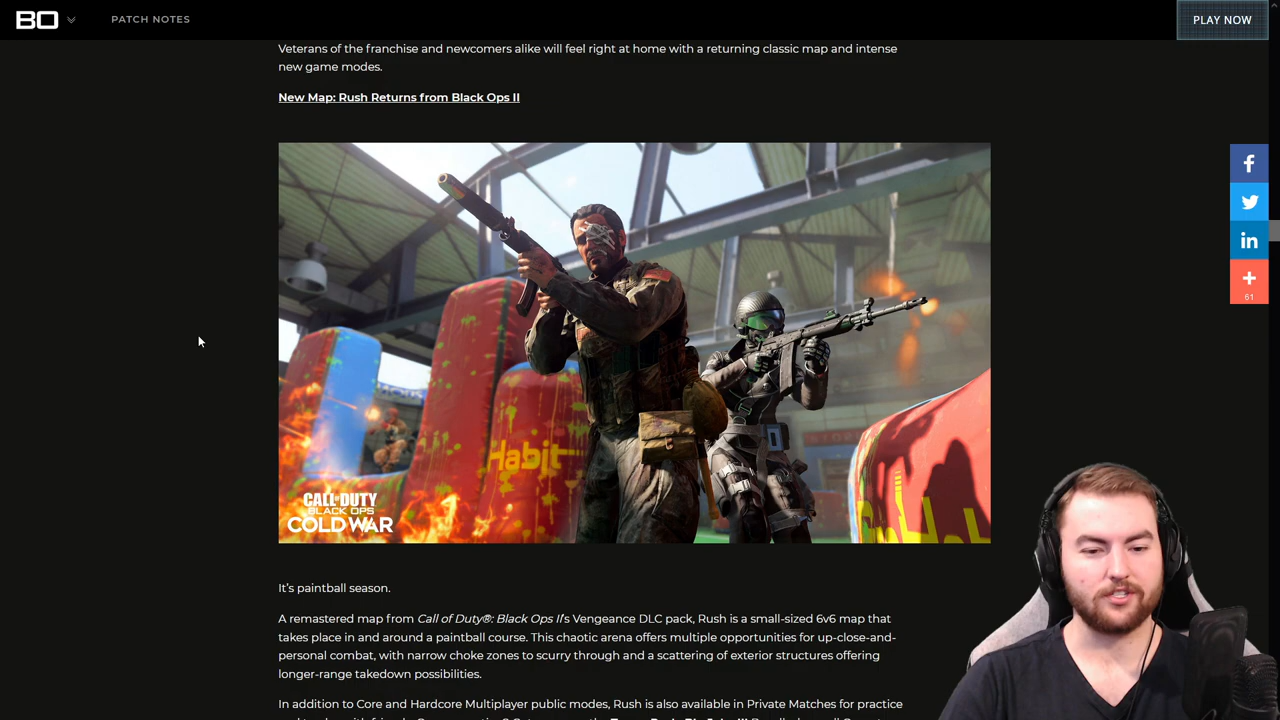 BO
PATCH NOTES
PLAY NOW
Veterans of the franchise and newcomers alike will feel right at home with a returning classic map and intense
new game modes.
New Map: Rush Returns from Black Ops II
61
Habit
CALL OF DUTY
BLACK OPS
COLD WAR
It’s paintball season.
A remastered map from Call of Duty®: Black Ops II’s Vengeance DLC pack, Rush is a small-sized 6v6 map that
takes place in and around a paintball course. This chaotic arena offers multiple opportunities for up-close-and-
personal combat, with narrow choke zones to scurry through and a scattering of exterior structures offering
longer-range takedown possibilities.
In addition to Core and Hardcore Multiplayer public modes, Rush is also available in Private Matches for practice